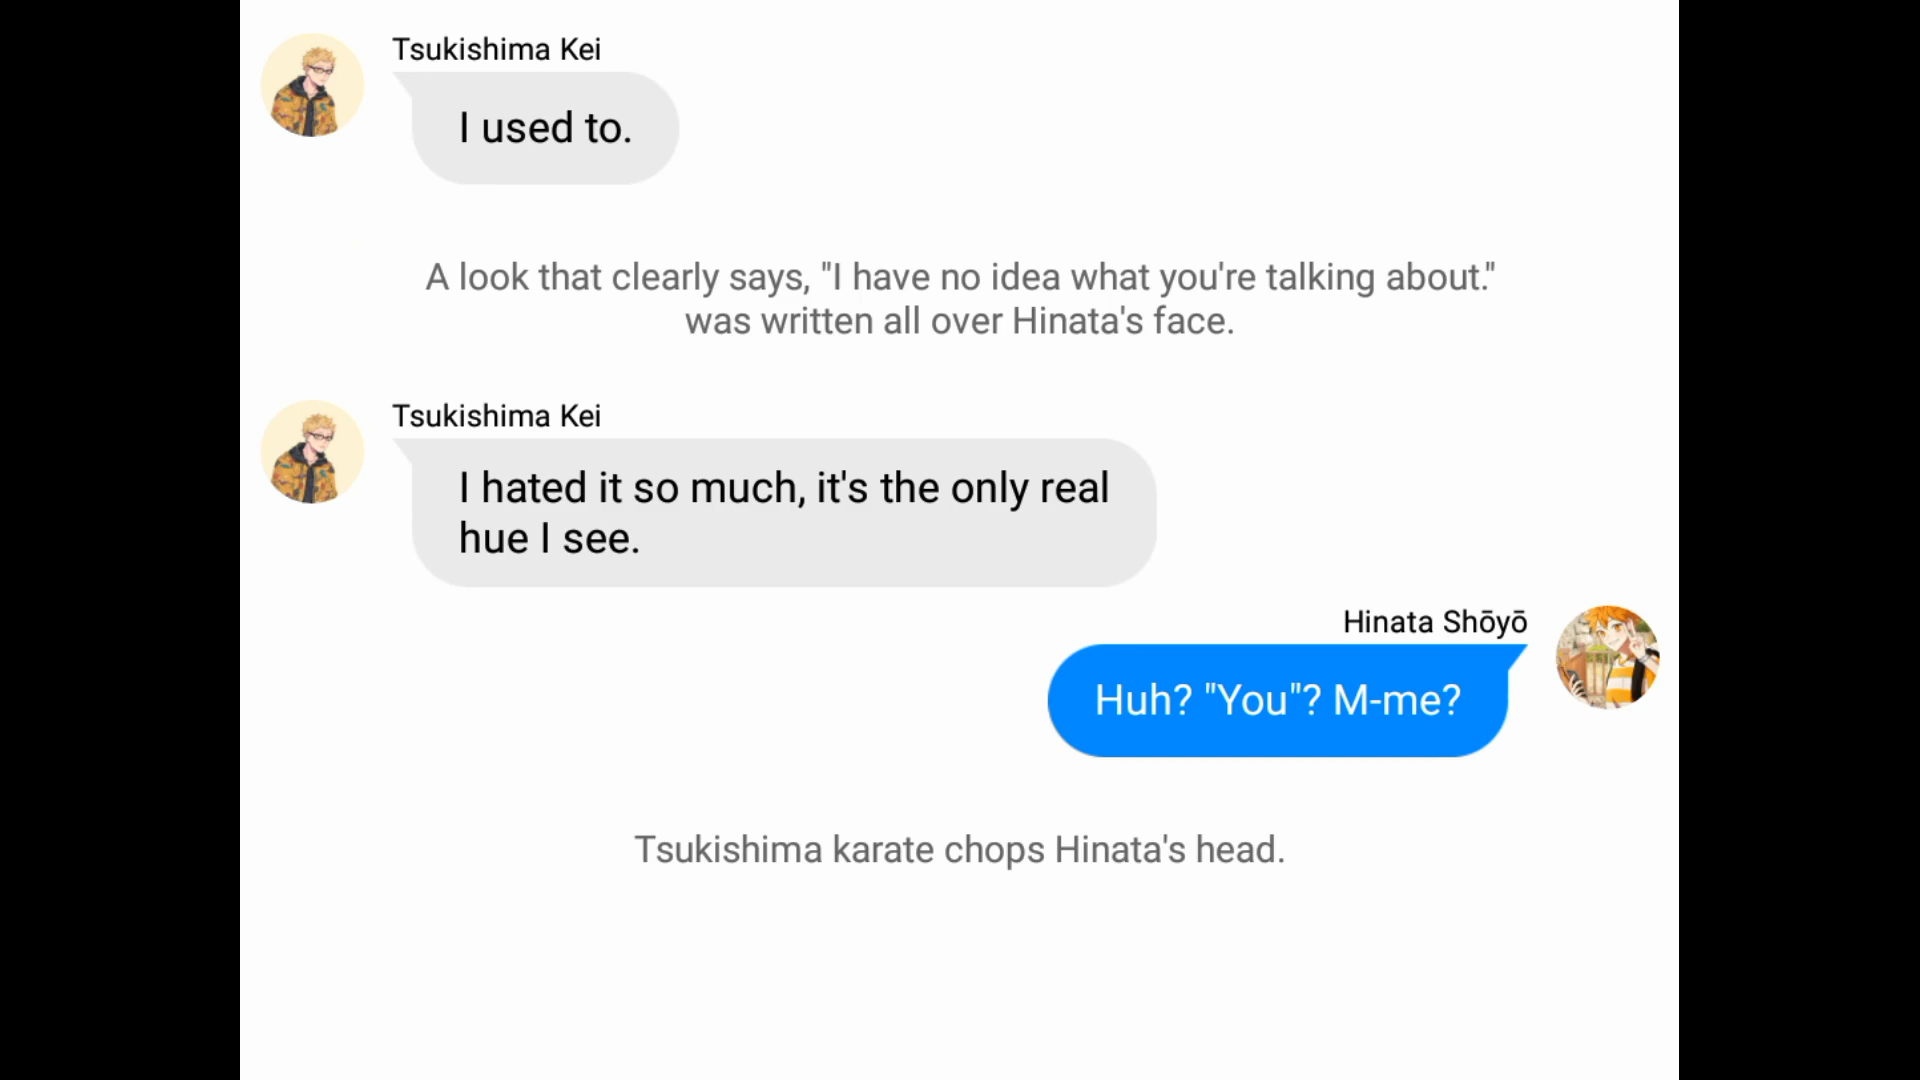 Tsukishima Kei
I used to.
A look that clearly says, "I have no idea what you're talking about."
was written all over Hinata's face.
Tsukishima Kei
I hated it so much, it's the only real
hue I see.
Hinata Shōyō
Huh? "You"? M-me?
Tsukishima karate chops Hinata's head.